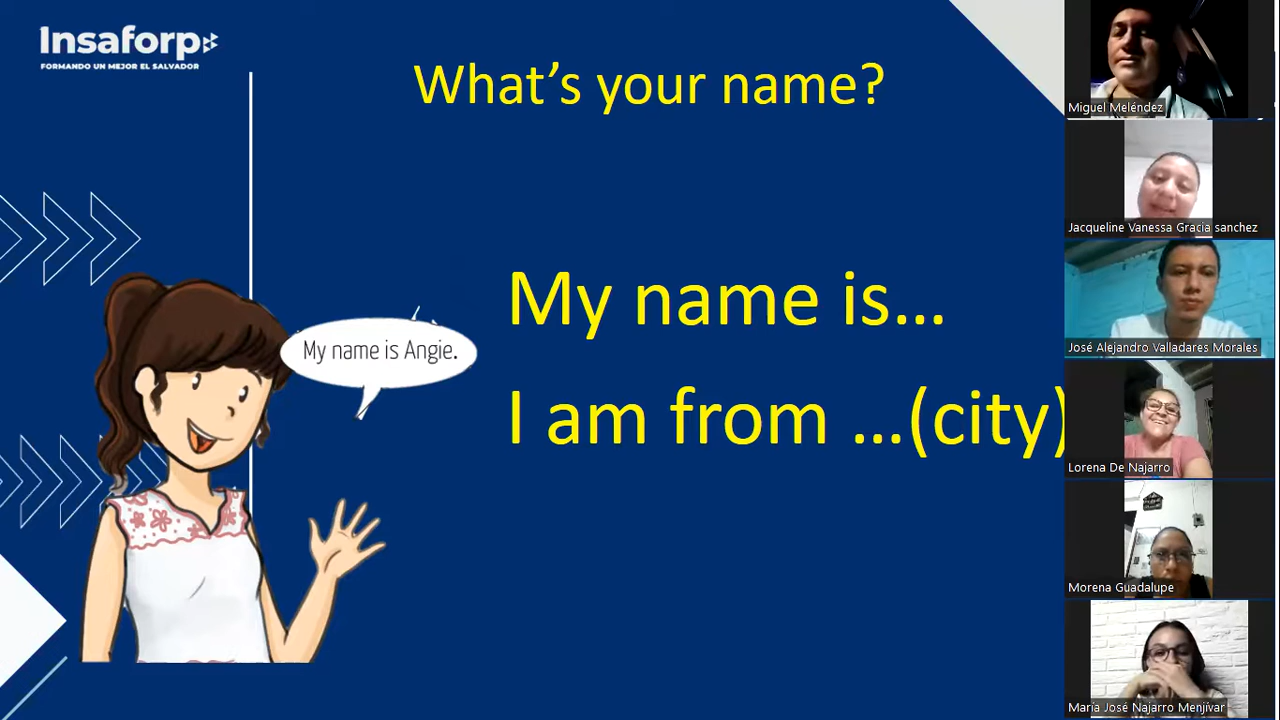 Insaforp
FORMANDO UN MEJOR EL SALVADOR
What's your name?
My name is Angie.
My name is...
I am from ...(city)
Miguel Meléndez
Jacqueline Vanessa Gracia sanchez
José Alejandro Valladares Morales
Lorena De Najarro
Morena Guadalupe
María José Najarro Menjívar